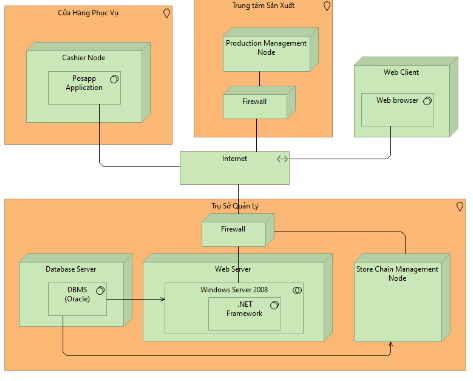 Cửa Hàng Phục Vụ
Cashier Node
Posapp
Application
Trung tâm Sản Xuất
Production Management
Node
Firewall
Web Client
Web browser
Internet
Trụ Sở Quản Lý
Firewall
Database Server
DBMS
(Oracle)
Web Server
Windows Server 2008
.NET
Framework
Store Chain Management
Node